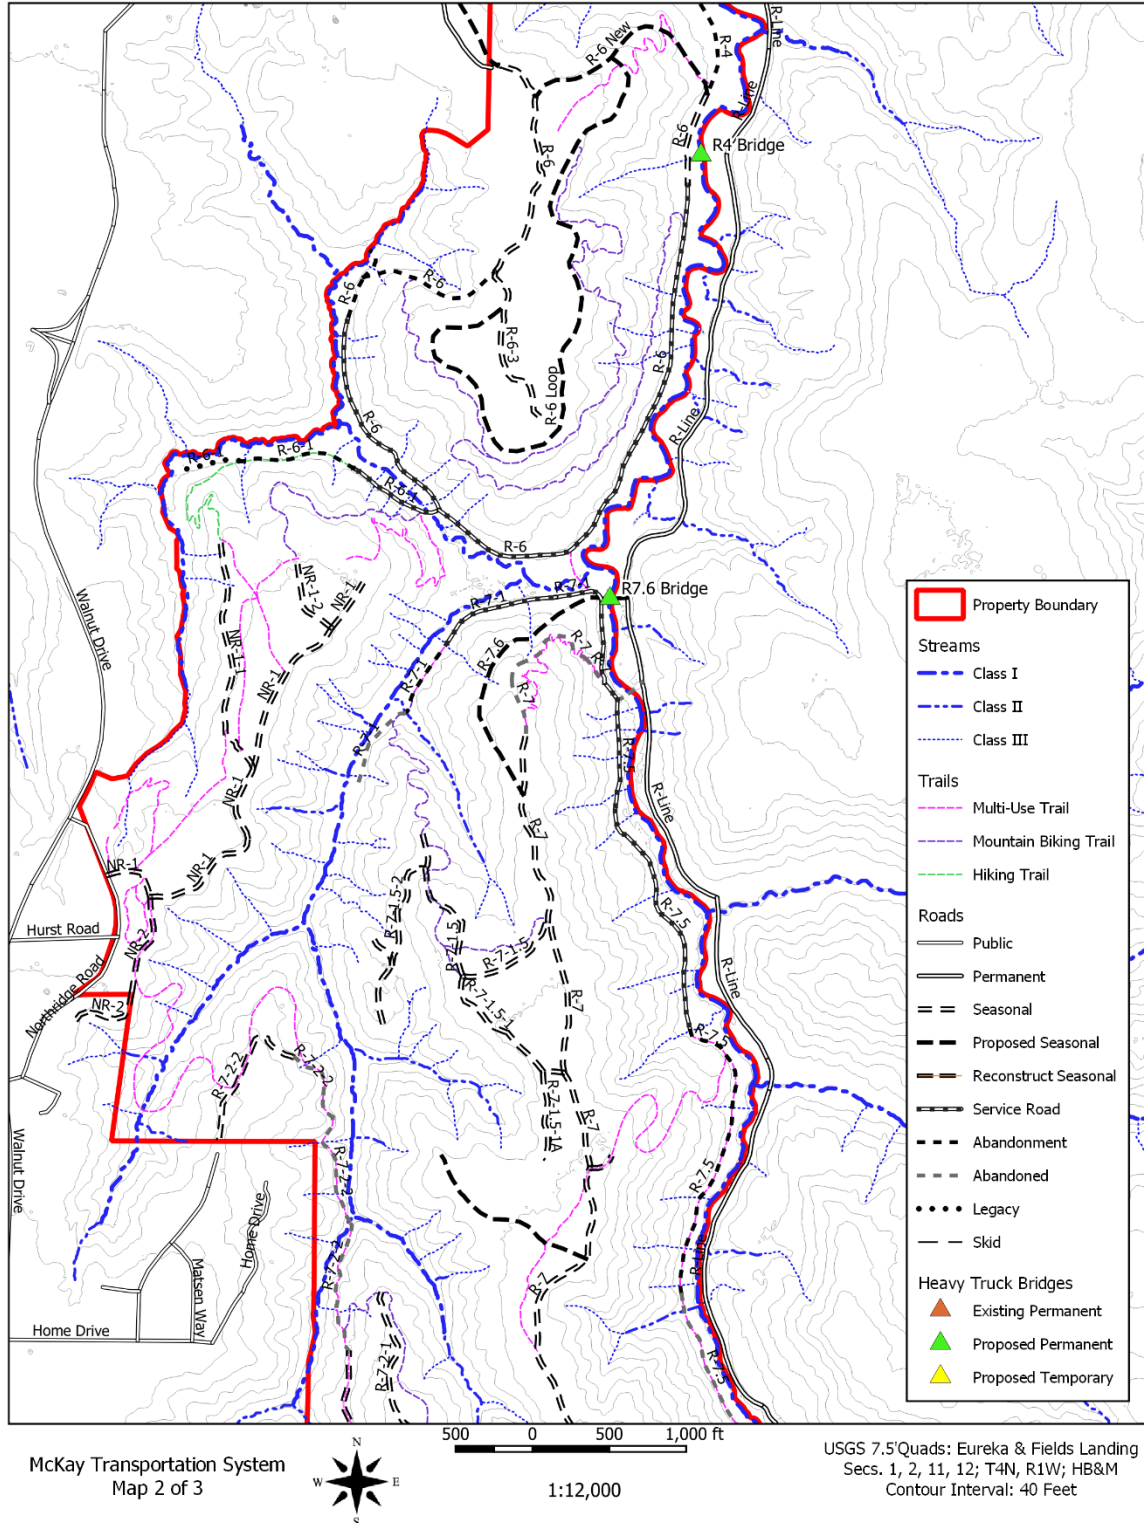 R-Line
R-6 New
R-4
R-Line
R-6
R-6
R4 Bridge
R-6
R-6
R-6-3
R-6 Loop
R-6
R-Line
R-6
R-6
R-6-1
R-6-1
R-6
NR-1-2
NR-1
R-7-1
R-7-1
R7.6 Bridge
Walnut Drive
NR-1-1
NR-1
R-7-1
R-7.6
R-7
R-7
R-7-1
R-7.5
NR-1
R-Line
R-7
NR-1
NR-1
R-7-1.5-2
R-7-1.5
R-7-1.5
R-7.5
Hurst Road
NR-2
Northridge Road
NR-2
R-7-1.5-1
R-7
R-Line
R-7.5
R-7-2-2
R-7-2-2
R-7-1.5-1A
R-7
R-7-2-2
R-7.5
Walnut Drive
Home Drive
Matsen Way
R-7-2-2
R-7
R-Line
Home Drive
R-7-2-1
R-7.5
Property Boundary
Streams
Class I
Class II
Class III
Trails
Multi-Use Trail
Mountain Biking Trail
Hiking Trail
Roads
Public
Permanent
Seasonal
Proposed Seasonal
Reconstruct Seasonal
Service Road
Abandonment
Abandoned
Legacy
Skid
Heavy Truck Bridges
Existing Permanent
Proposed Permanent
Proposed Temporary
McKay Transportation System
Map 2 of 3
N
W E
S
500 0 500 1,000 ft
1:12,000
USGS 7.5'Quads: Eureka & Fields Landing
Secs. 1, 2, 11, 12; T4N, R1W; HB&M
Contour Interval: 40 Feet